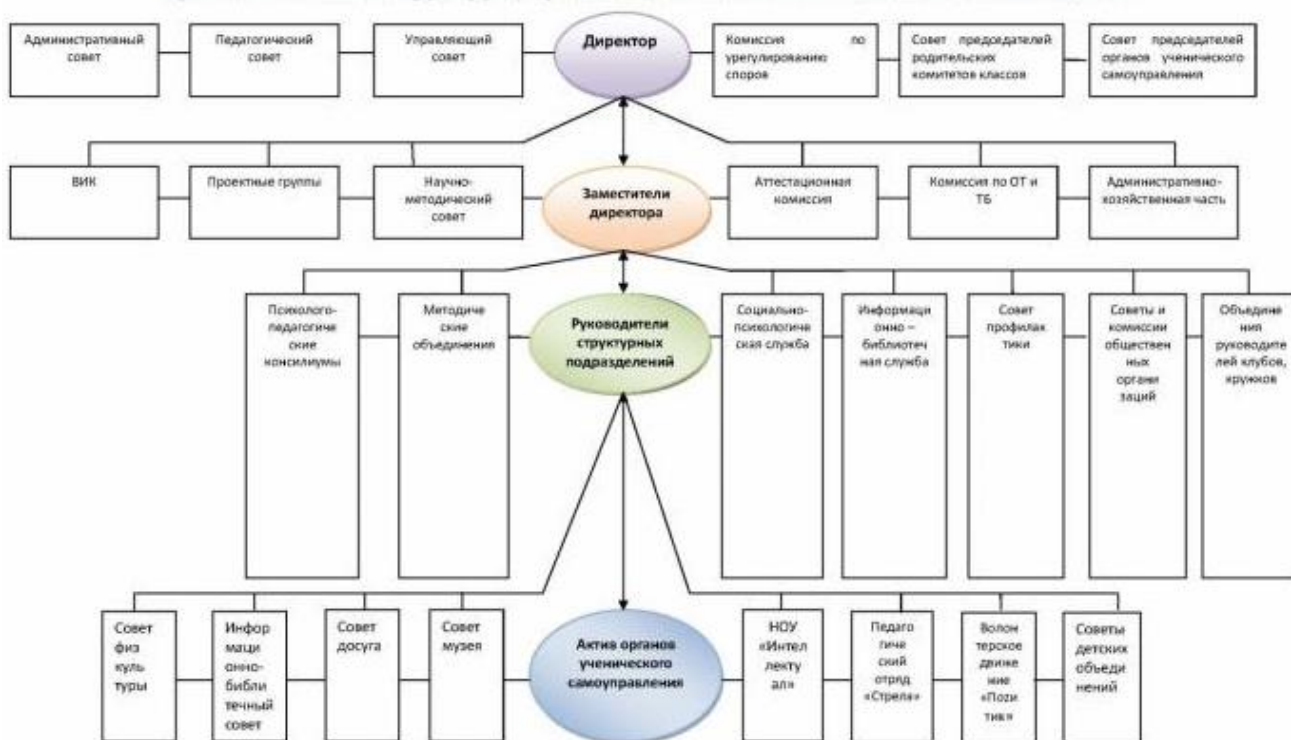 Административный
совет
Педагогический
совет
Управляющий
совет
Директор
Комиссия по
урегулированию
споров
Совет председателей
родительских
комитетов классов
Совет председателей
органов ученического
самоуправления
ВИК
Проектные группы
Научно-
методический
совет
Заместители
директора
Аттестационная
комиссия
Комиссия по ОТ и
ТБ
Административно-
хозяйственная часть
Психолого-
педагогиче
ские
консилиумы
Методиче
ские
объединения
Руководители
структурных
подразделений
Социально-
психологиче
ская служба
Информаци
онно –
библиотеч
ная служба
Совет
профилак
тики
Советы и
комиссии
обществен
ных
органи
заций
Объедине
ния
руководите
лей клубов,
кружков
Совет
физ
куль
туры
Инфор
маци
онно-
библи
течный
совет
Совет
досуга
Совет
музея
Актив органов
ученического
самоуправления
НОУ
«Интел
лекту
ал»
Педаго
гиче
ский
отряд
«Стрела»
Волон
терское
движе
ние
«Пози
тив»
Советы
детских
объеди
нений